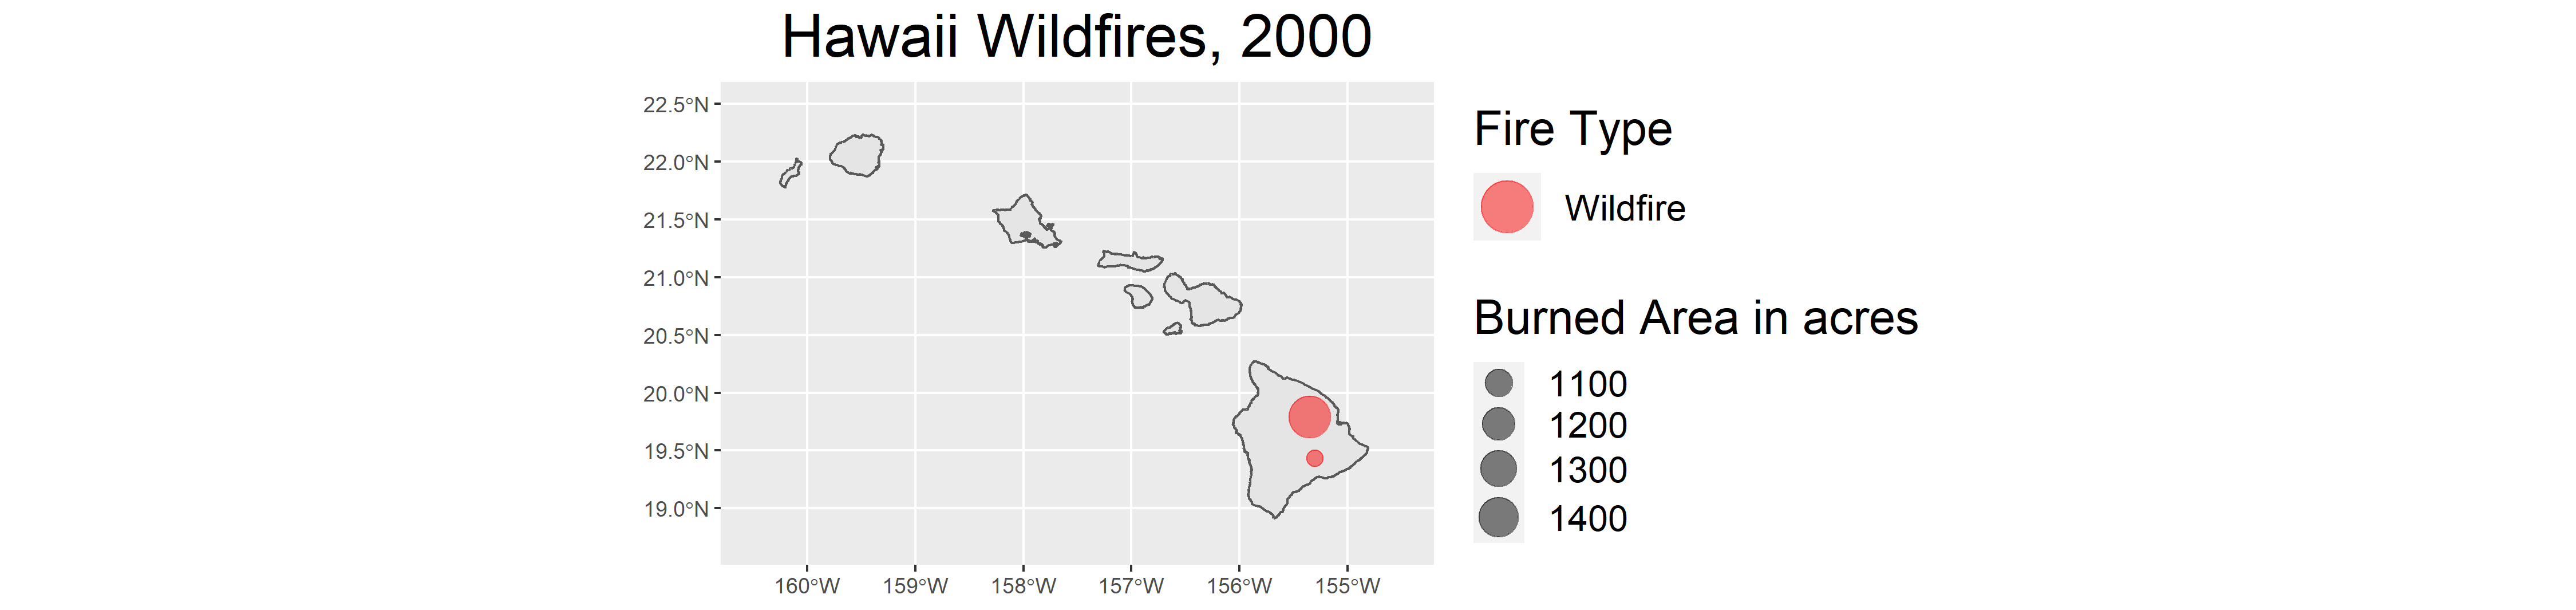 Hawaii Wildfires, 2000
22.5°N
22.0°N
21.5°N
21.0°N
20.5°N
20.0°N
19.5°N
19.0°N
160°W 159°W 158°W 157°W 156°W 155°W
Fire Type
Wildfire
Burned Area in acres
1100
1200
1300
1400